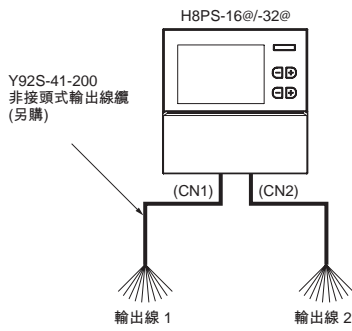 H8PS-16@/-32@
Y92S-41-200
非接頭式輸出線纜
(另購)
(CN1)
(CN2)
輸出線 1
輸出線 2